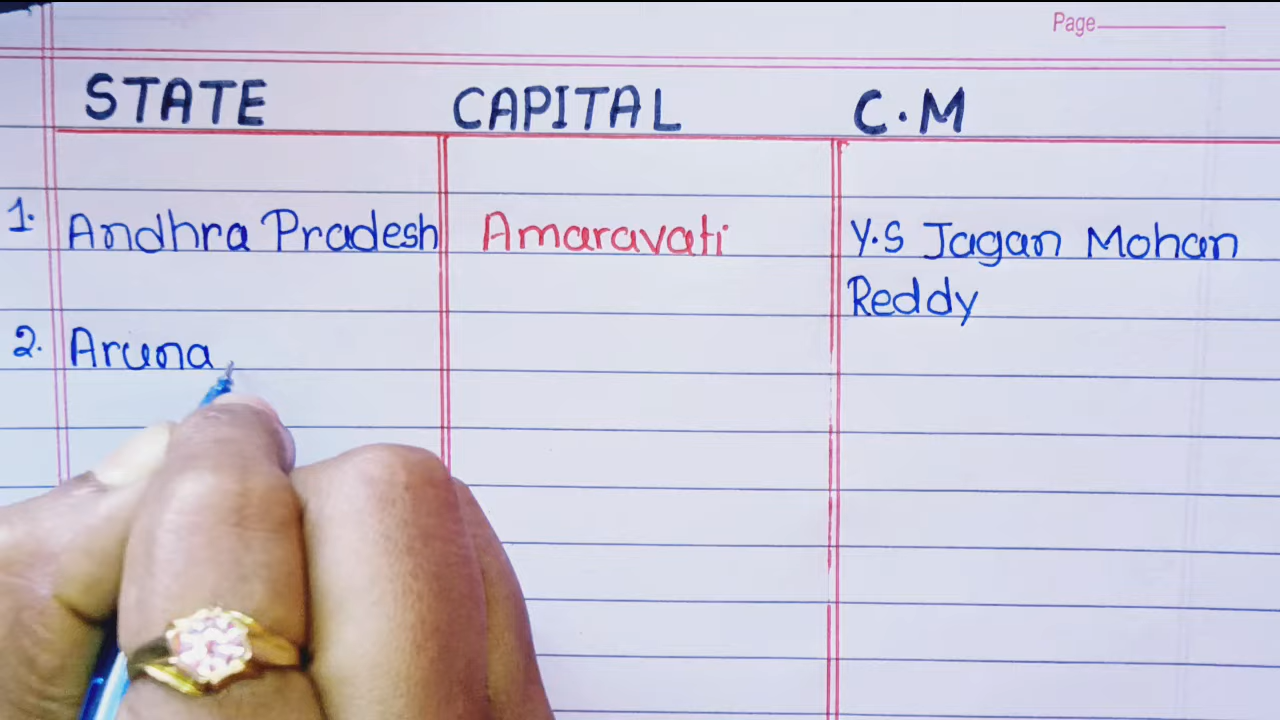 Page
STATE CAPITAL C.M
1. Andhra Pradesh Amaravati Y.S Jagan Mohan
Reddy
2. Aruna